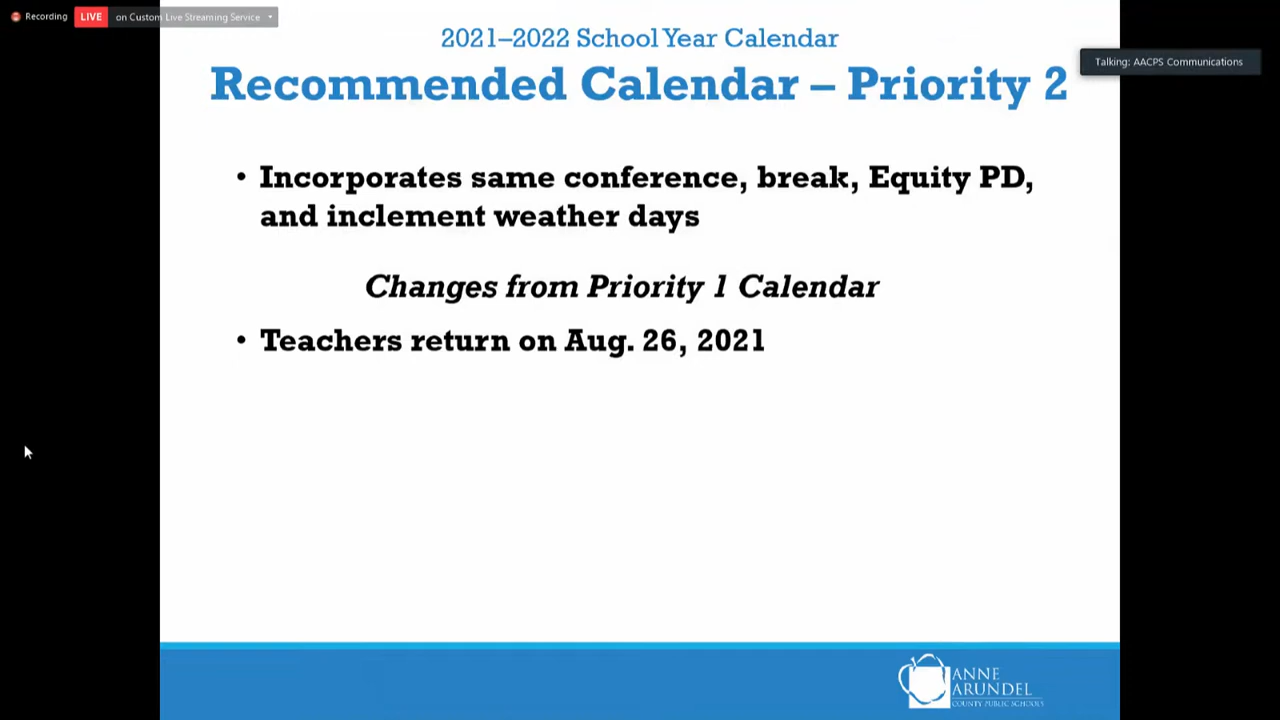 Recording
LIVE
on Custom Live Streaming Service
Talking: AACPS Communications
2021–2022 School Year Calendar
Recommended Calendar – Priority 2
• Incorporates same conference, break, Equity PD,
and inclement weather days
Changes from Priority 1 Calendar
• Teachers return on Aug. 26, 2021
ANNE
ARUNDEL
COUNTY PUBLIC SCHOOLS